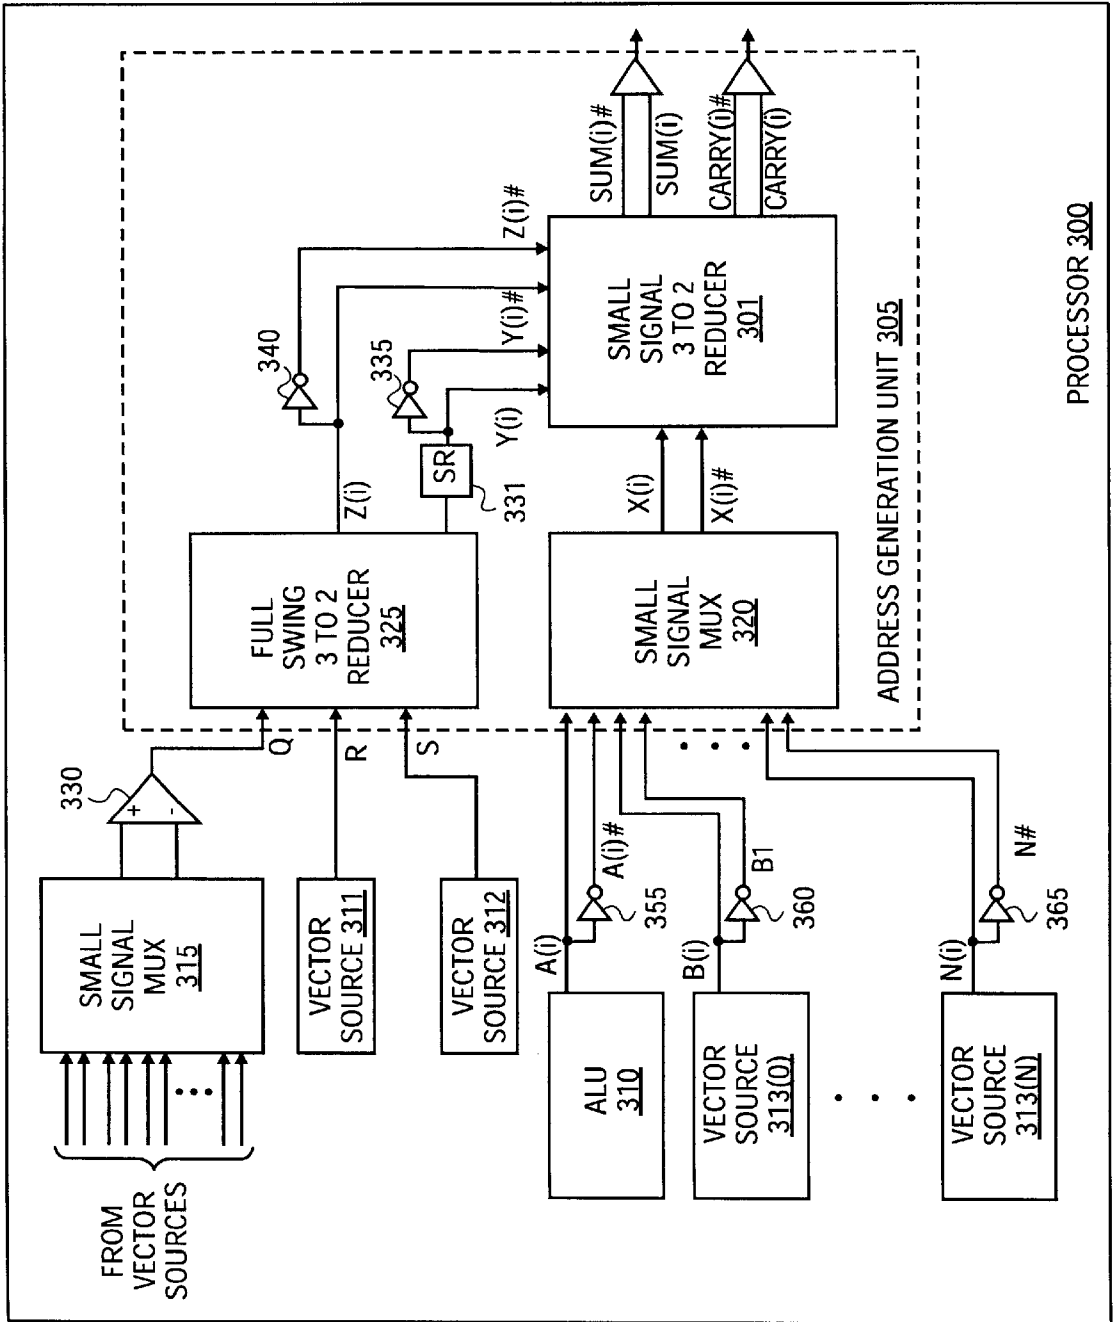 FROM
VECTOR
SOURCES
SMALL
SIGNAL
MUX
315
330
+
-
Q
VECTOR
SOURCE 311
R
VECTOR
SOURCE 312
S
FULL
SWING
3 TO 2
REDUCER
325
Z(i)
340
SR
331
335
Y(i)
Y(i)#
Z(i)#
ALU
310
A(i)
A(i)#
355
VECTOR
SOURCE
313(0)
B(i)
B1
360
VECTOR
SOURCE
313(N)
N(i)
N#
365
SMALL
SIGNAL
MUX
320
X(i)
X(i)#
SMALL
SIGNAL
3 TO 2
REDUCER
301
SUM(i)#
SUM(i)
CARRY(i)#
CARRY(i)
ADDRESS GENERATION UNIT 305
PROCESSOR 300